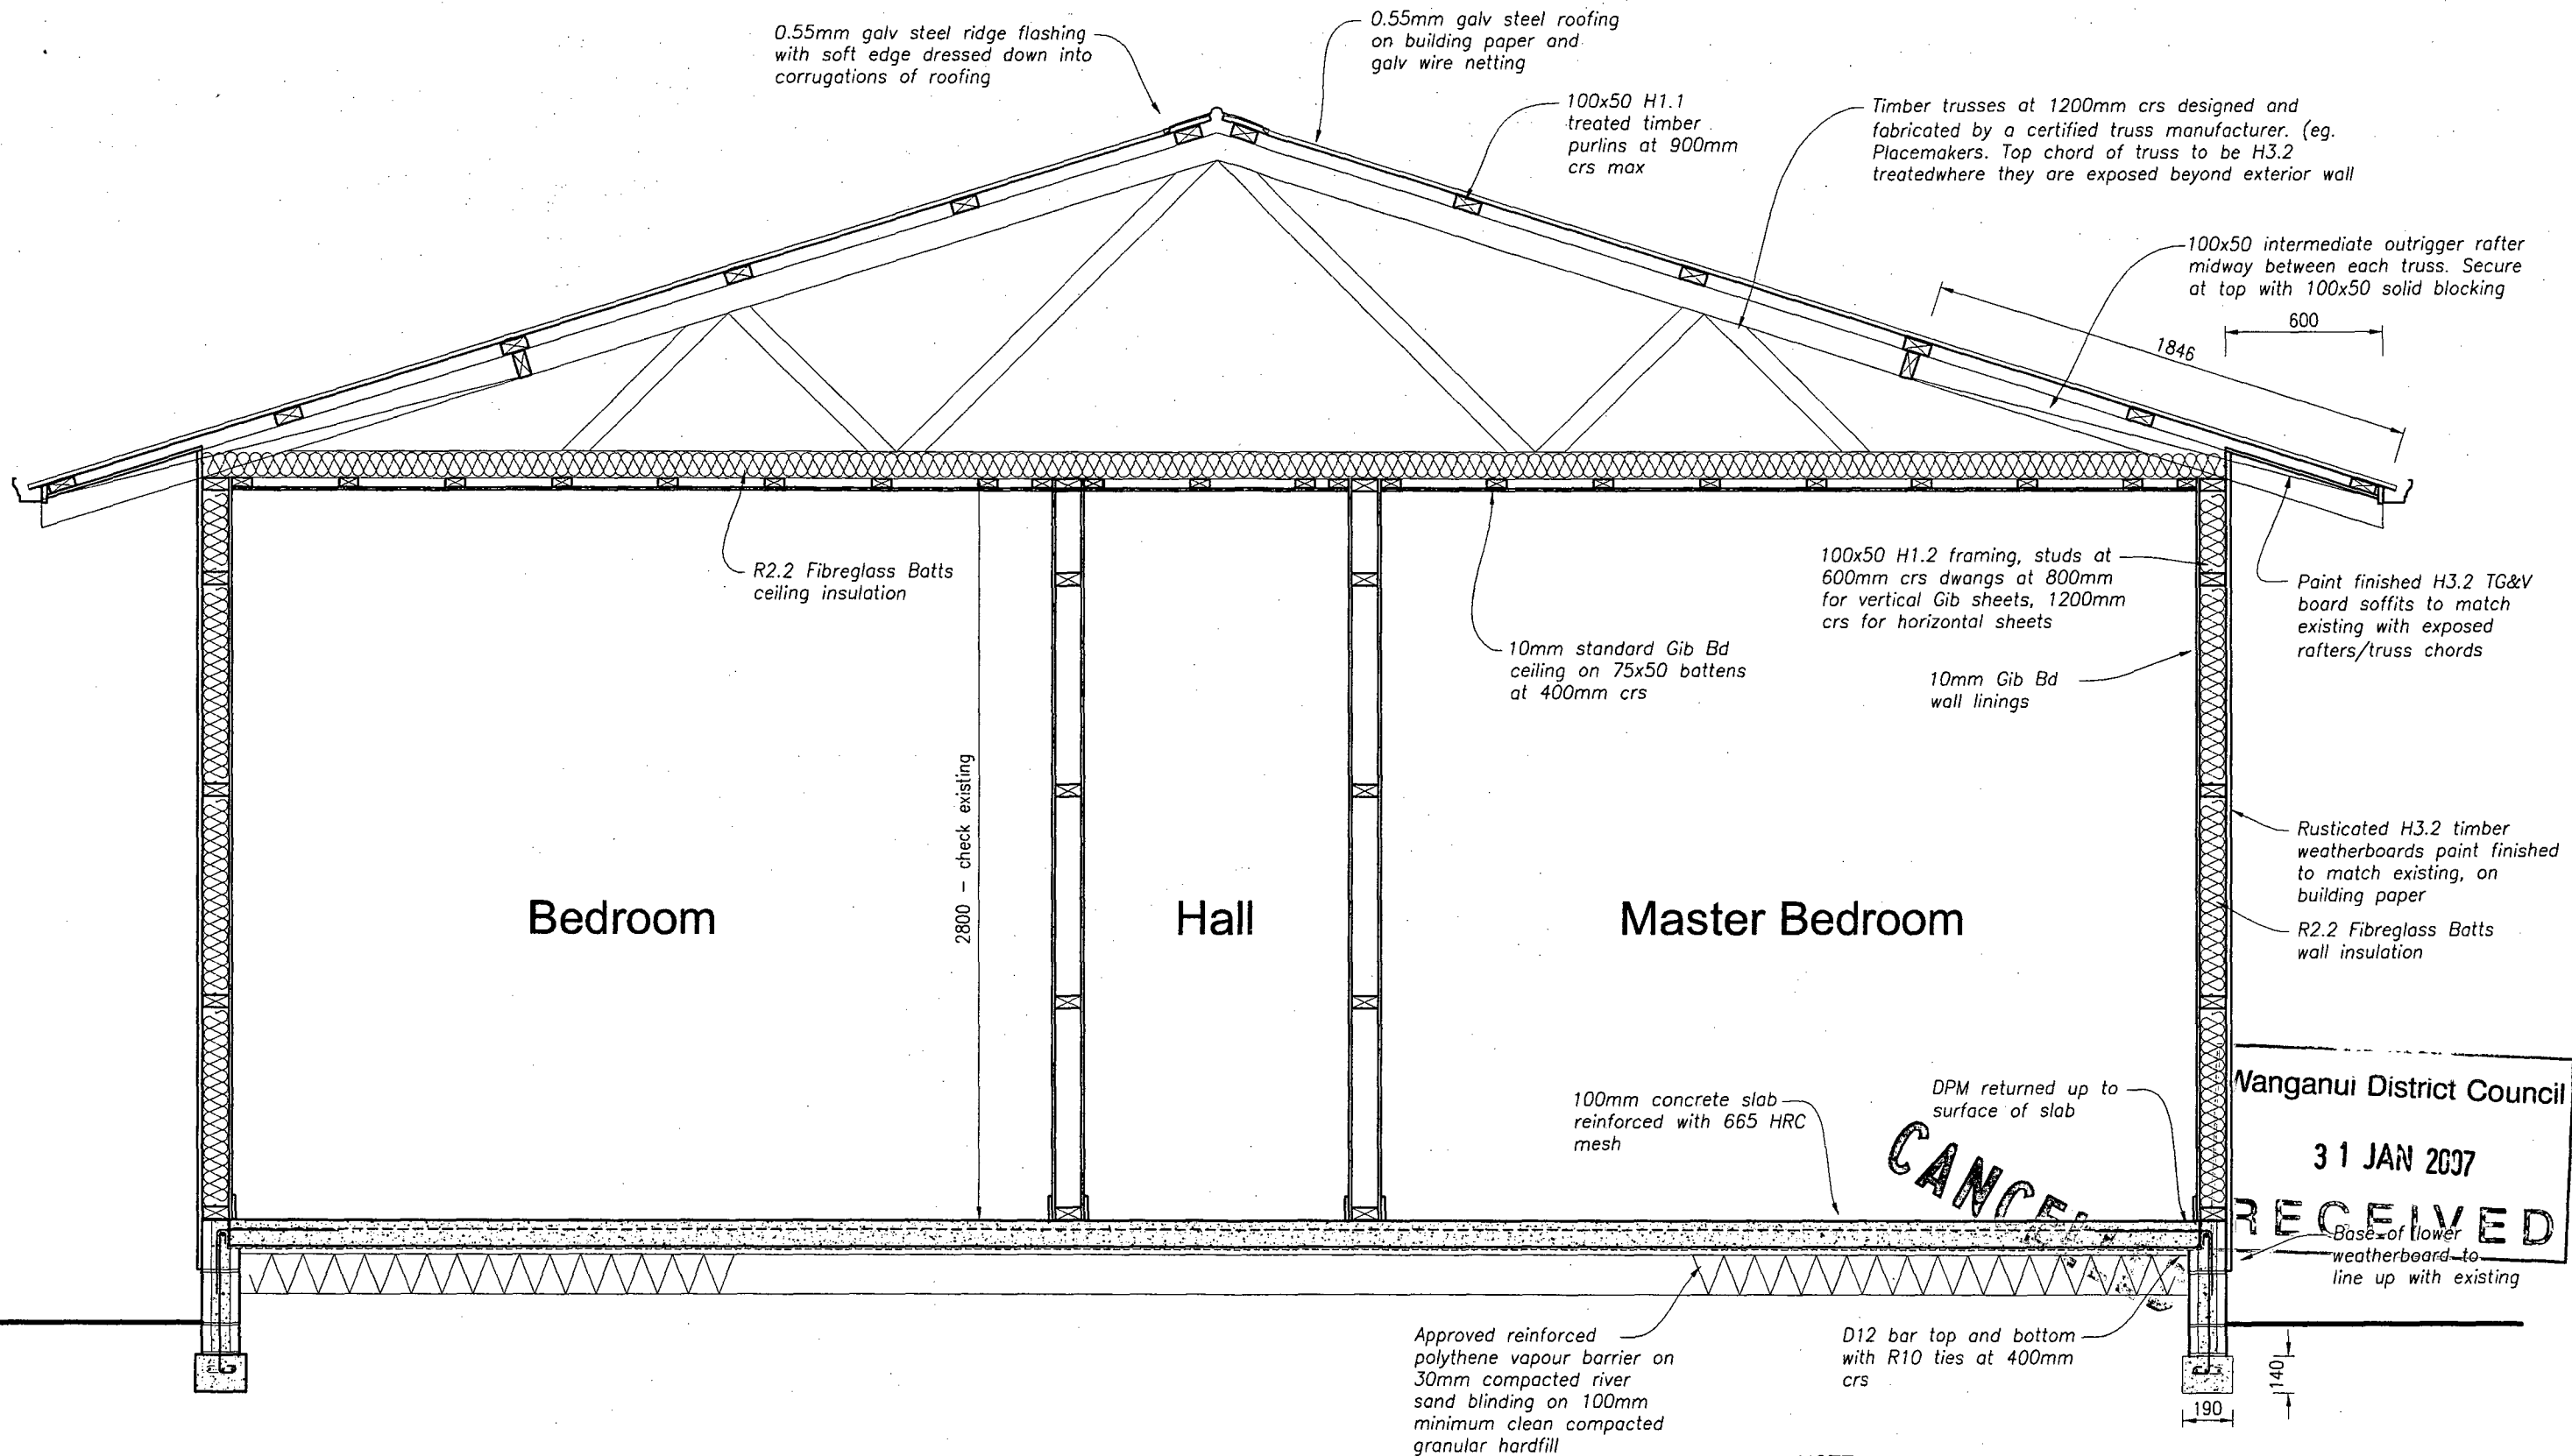 0.55mm galv steel ridge flashing
with soft edge dressed down into
corrugations of roofing
0.55mm galv steel roofing
on building paper and
galv wire netting
100x50 H1.1
treated timber
purlins at 900mm
crs max
Timber trusses at 1200mm crs designed and
fabricated by a certified truss manufacturer. (eg.
Placemakers. Top chord of truss to be H3.2
treatedwhere they are exposed beyond exterior wall
100x50 intermediate outrigger rafter
midway between each truss. Secure
at top with 100x50 solid blocking
600
1846
R2.2 Fibreglass Batts
ceiling insulation
10mm standard Gib Bd
ceiling on 75x50 battens
at 400mm crs
100x50 H1.2 framing, studs at
600mm crs dwangs at 800mm
for vertical Gib sheets, 1200mm
crs for horizontal sheets
10mm Gib Bd
wall linings
Paint finished H3.2 TG&V
board soffits to match
existing with exposed
rafters/truss chords
2800 - check existing
Bedroom
Hall
Master Bedroom
Rusticated H3.2 timber
weatherboards paint finished
to match existing, on
building paper
R2.2 Fibreglass Batts
wall insulation
100mm concrete slab
reinforced with 665 HRC
mesh
DPM returned up to
surface of slab
Wanganui District Council
31 JAN 2007
RECEIVED
Base of lower
weatherboard to
line up with existing
Approved reinforced
polythene vapour barrier on
30mm compacted river
sand blinding on 100mm
minimum clean compacted
granular hardfill
D12 bar top and bottom
with R10 ties at 400mm
crs
140
190